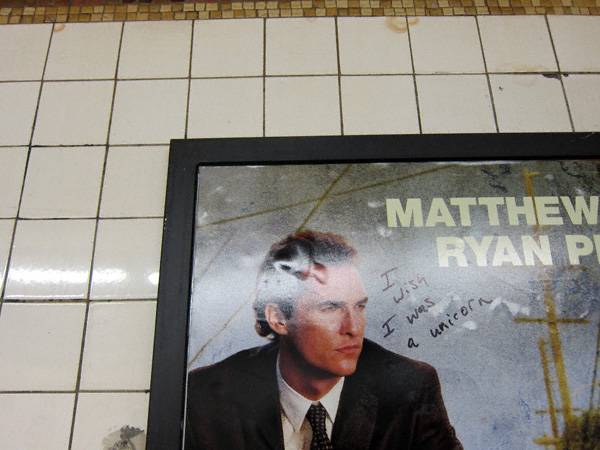 MATTHEW
RYAN P
I
wish
I was
a unicorn